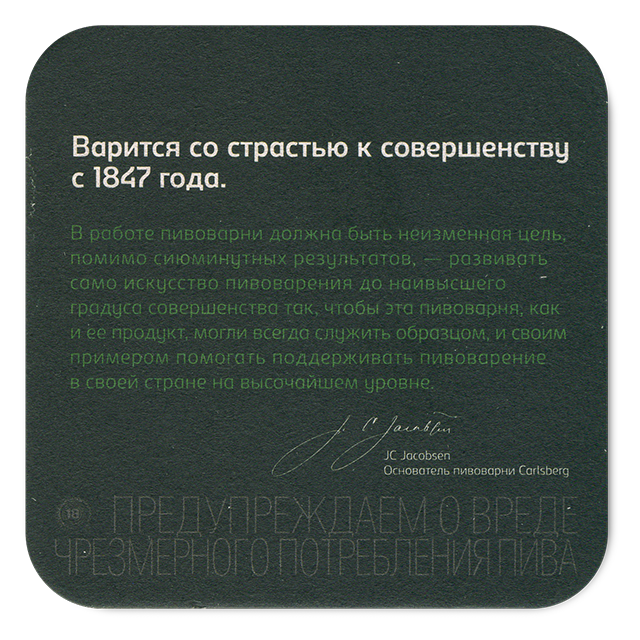 Варится со страстью к совершенству
с 1847 года.
В работе пивоварни должна быть неизменная цель,
помимо сиюминутных результатов, — развивать
само искусство пивоварения до наивысшего
градуса совершенства так, чтобы эта пивоварня, как
и ее продукт, могли всегда служить образцом, и своим
примером помогать поддерживать пивоварение
в своей стране на высочайшем уровне.
J. C. Jacobsen
JC Jacobsen
Основатель пивоварни Carlsberg
18+ ПРЕДУПРЕЖДАЕМ О ВРЕДЕ
ЧРЕЗМЕРНОГО ПОТРЕБЛЕНИЯ ПИВА